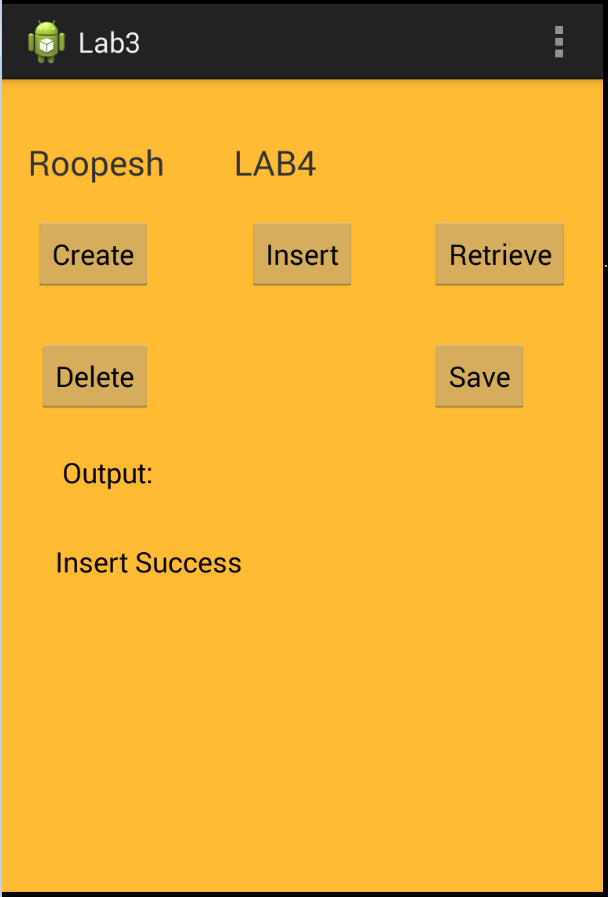 Lab3
Roopesh LAB4
Create Insert Retrieve
Delete Save
Output:
Insert Success